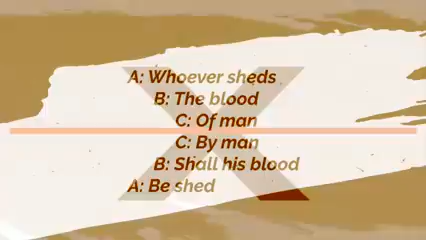 A: Whoever sheds
B: The blood
C: Of man
C: By man
B: Shall his blood
A: Be shed